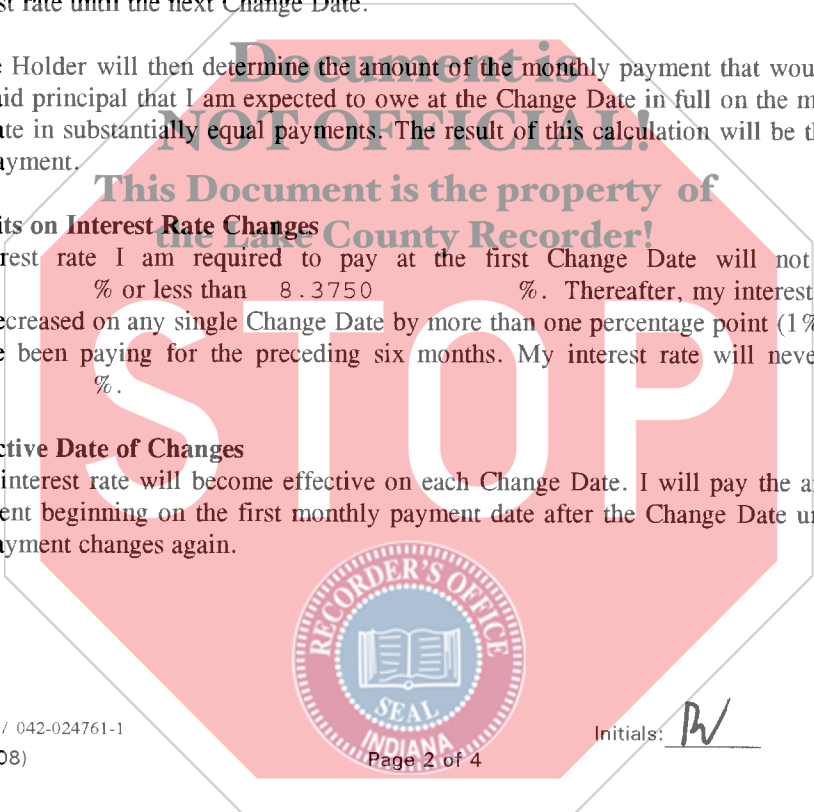 st rate until the next Change Date.
Document is
e Holder will then determine the amount of the monthly payment that wou
aid principal that I am expected to owe at the Change Date in full on the m
NOT OFFICIAL!
ate in substantially equal payments. The result of this calculation will be th
ayment.
This Document is the property of
its on Interest Rate Changes
the Lake County Recorder!
rest rate I am required to pay at the first Change Date will not
% or less than 8.3750 %. Thereafter, my interest
ecreased on any single Change Date by more than one percentage point (1%
e been paying for the preceding six months. My interest rate will neve
%.
STOP
ctive Date of Changes
interest rate will become effective on each Change Date. I will pay the a
ent beginning on the first monthly payment date after the Change Date un
ayment changes again.
RECORDER'S OFFICE
SEAL
INDIANA
/ 042-024761-1
Initials:
08)
Page 2 of 4